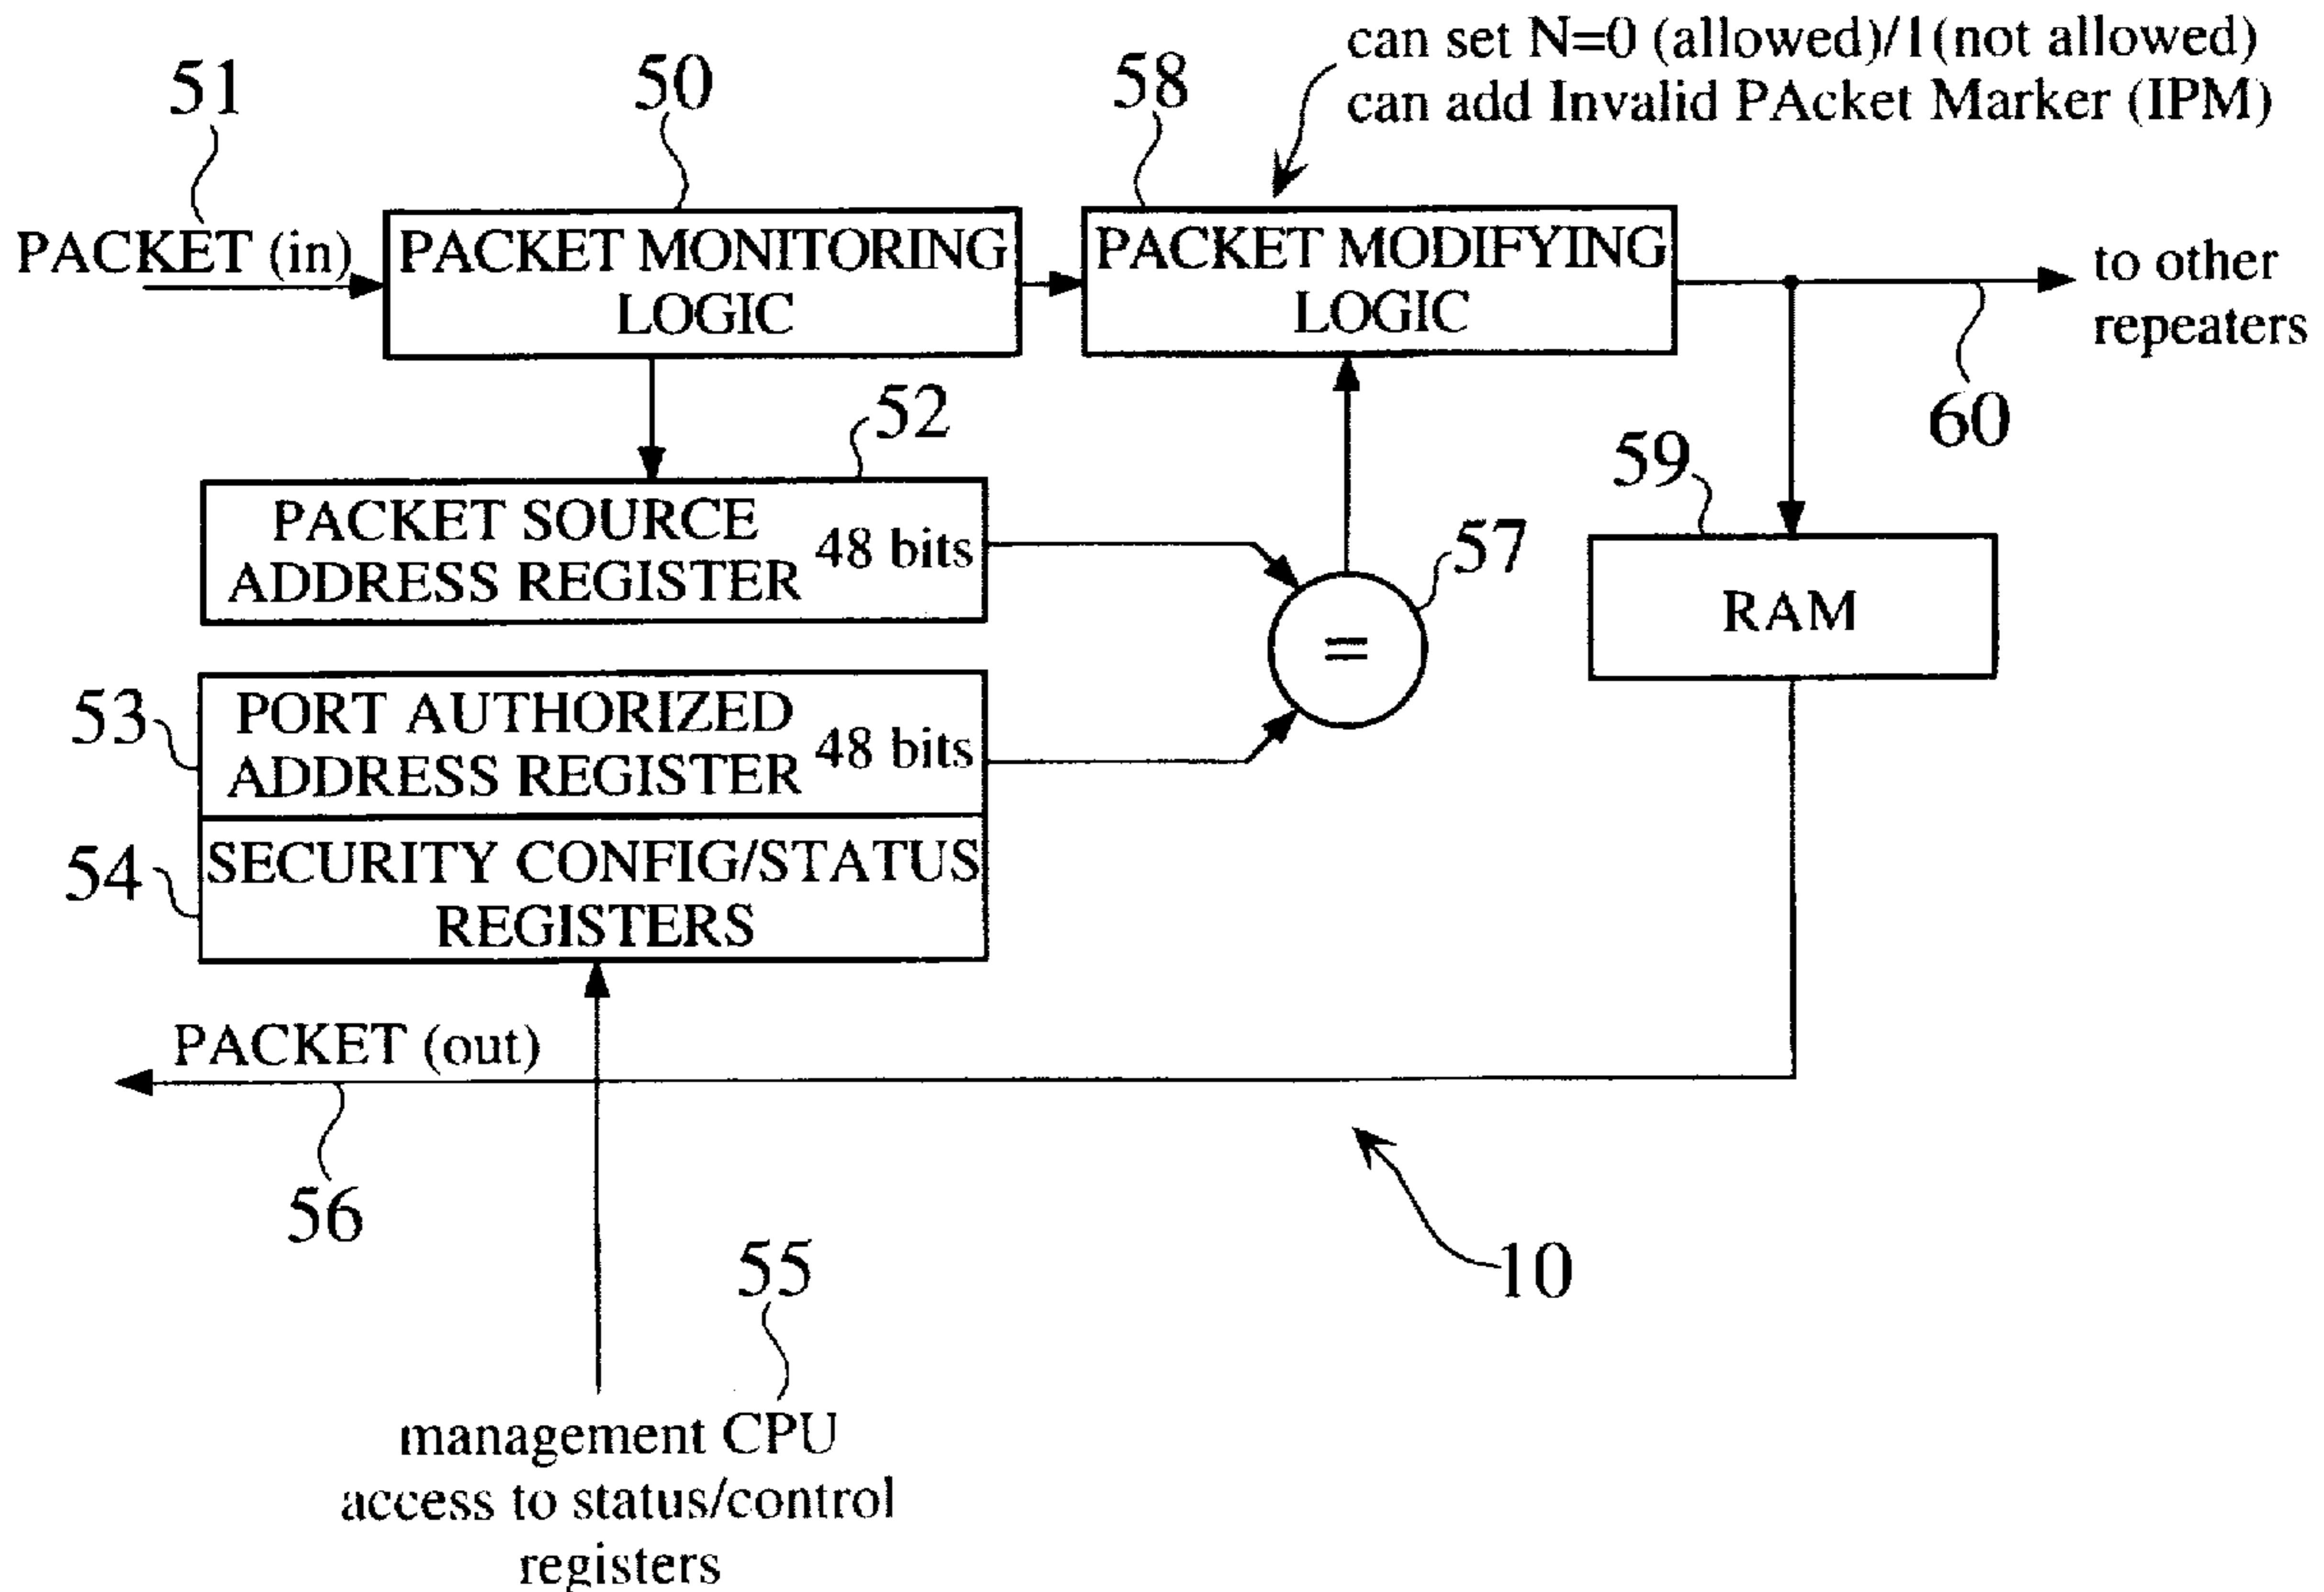 can set N=0 (allowed)/1(not allowed)
can add Invalid PAcket Marker (IPM)
51
50
58
PACKET (in)
PACKET MONITORING
LOGIC
PACKET MODIFYING
LOGIC
to other
repeaters
60
52
59
PACKET SOURCE
ADDRESS REGISTER
48 bits
57
=
RAM
53
PORT AUTHORIZED
ADDRESS REGISTER
48 bits
54
SECURITY CONFIG/STATUS
REGISTERS
PACKET (out)
56
10
55
management CPU
access to status/control
registers